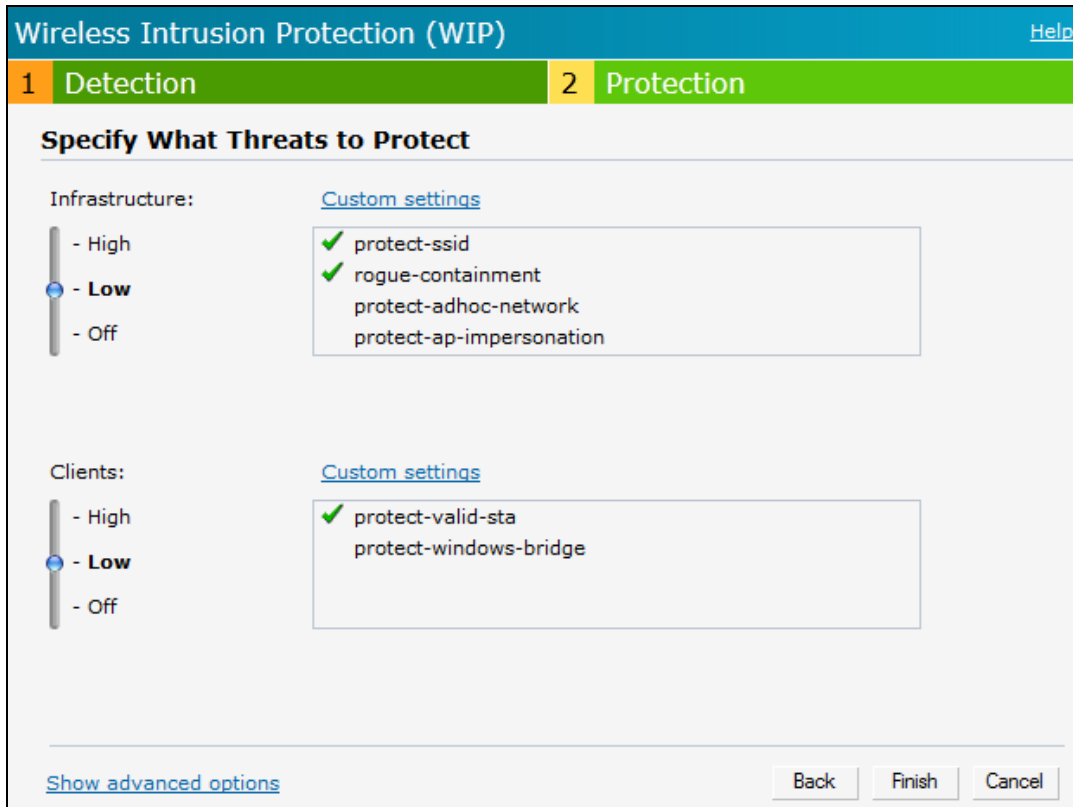 Wireless Intrusion Protection (WIP)
Help
1 Detection
2 Protection
Specify What Threats to Protect
Infrastructure:
Custom settings
- High
- Low
- Off
protect-ssid
rogue-containment
protect-adhoc-network
protect-ap-impersonation
Clients:
Custom settings
- High
- Low
- Off
protect-valid-sta
protect-windows-bridge
Show advanced options
Back
Finish
Cancel